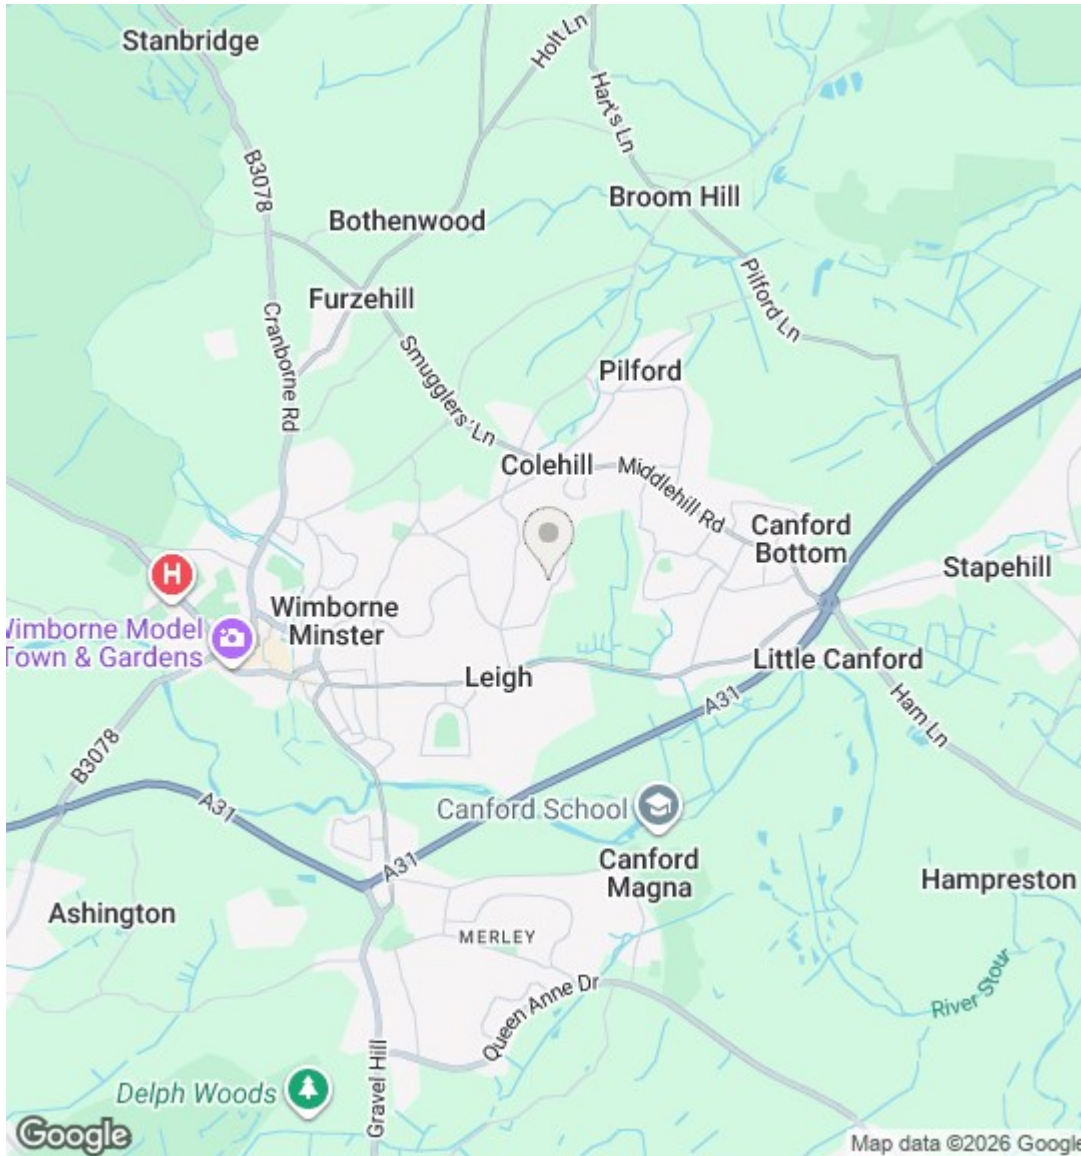 Stanbridge
Holt Ln
Hart's Ln
B3078
Broom Hill
Bothenwood
Pilford Ln
Furzehill
Cranborne Rd
Smugglers' Ln
Pilford
Colehill
Middlehill Rd
Canford
Bottom
Stapehill
H
Wimborne
Minster
Wimborne Model
Town & Gardens
Leigh
Little Canford
A31
Ham Ln
B3078
A31
Canford School
A31
Canford
Magna
Hampreston
Ashington
MERLEY
River Stour
Queen Anne Dr
Gravel Hill
Delph Woods
Google
Map data ©2026 Google